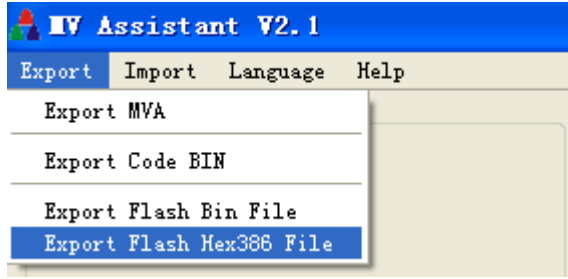 MV Assistant V2.1
Export Import Language Help
Export MVA
Export Code BIN
Export Flash Bin File
Export Flash Hex386 File